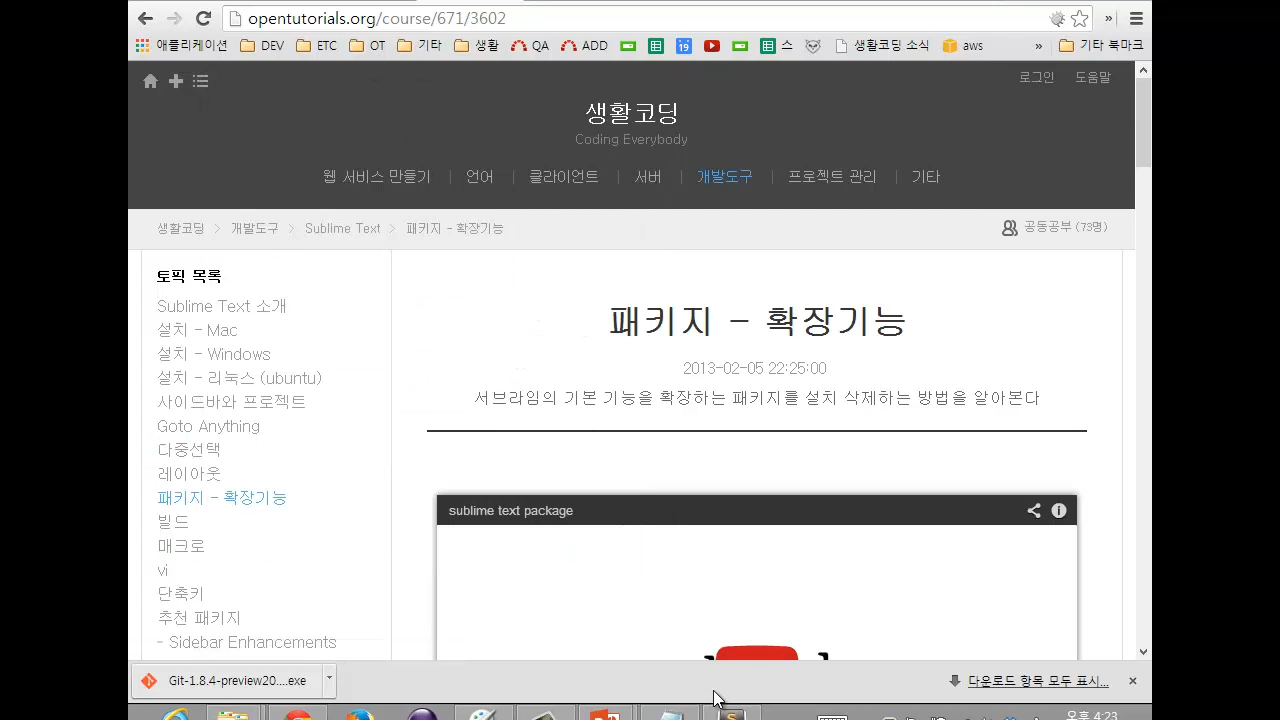 opentutorials.org/course/671/3602
애플리케이션 DEV ETC OT 기타 생활 QA ADD 19 스 생활코딩 소식 aws » 기타 북마크
로그인 도움말
생활코딩
Coding Everybody
웹 서비스 만들기 | 언어 | 클라이언트 | 서버 | 개발도구 | 프로젝트 관리 | 기타
생활코딩 > 개발도구 > Sublime Text > 패키지 - 확장기능 공동공부 (73명)
토픽 목록
Sublime Text 소개
설치 - Mac
설치 - Windows
설치 - 리눅스 (ubuntu)
사이드바와 프로젝트
Goto Anything
다중선택
레이아웃
패키지 - 확장기능
빌드
매크로
vi
단축키
추천 패키지
- Sidebar Enhancements
패키지 - 확장기능
2013-02-05 22:25:00
서브라임의 기본 기능을 확장하는 패키지를 설치 삭제하는 방법을 알아본다
sublime text package
Git-1.8.4-preview20....exe
다운로드 항목 모두 표시...
오후 4:23